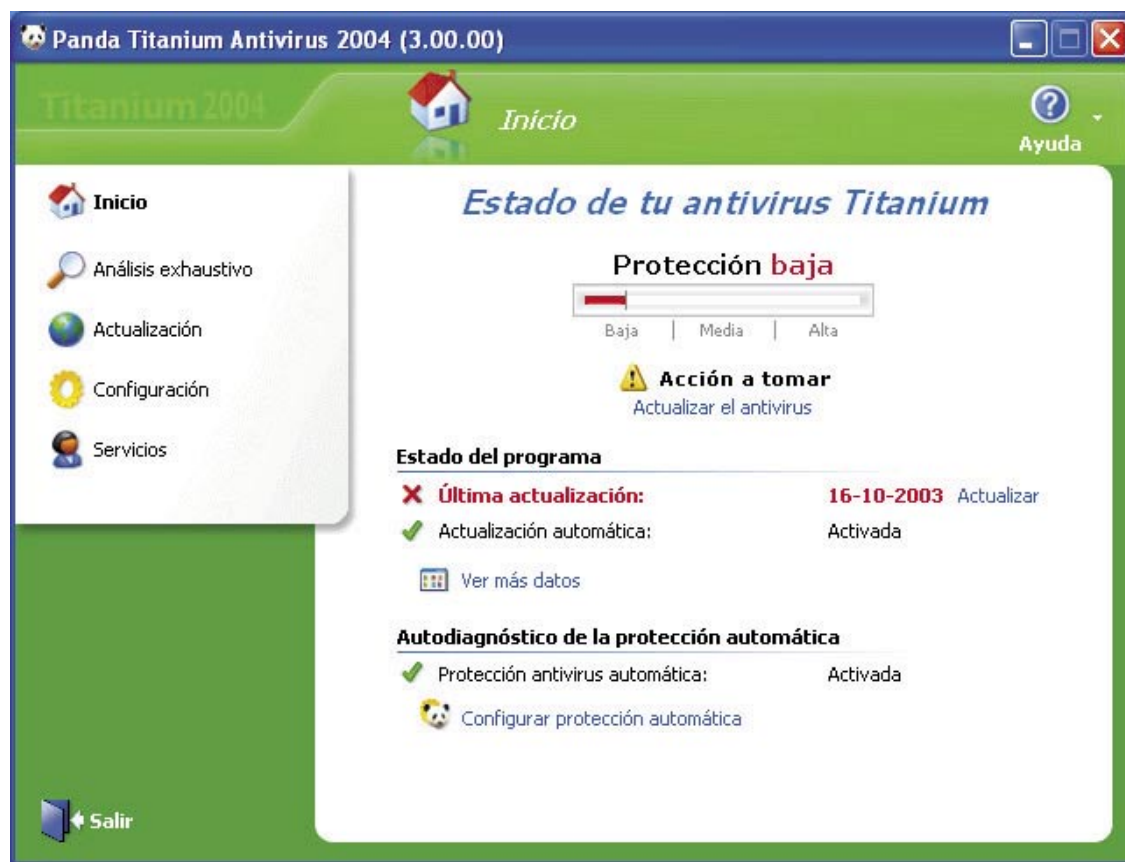 Panda Titanium Antivirus 2004 (3.00.00)
Titanium 2004
Inicio
Ayuda
Inicio
Análisis exhaustivo
Actualización
Configuración
Servicios
Salir
Estado de tu antivirus Titanium
Protección baja
Baja | Media | Alta
Acción a tomar
Actualizar el antivirus
Estado del programa
Última actualización: 16-10-2003 Actualizar
Actualización automática: Activada
Ver más datos
Autodiagnóstico de la protección automática
Protección antivirus automática: Activada
Configurar protección automática